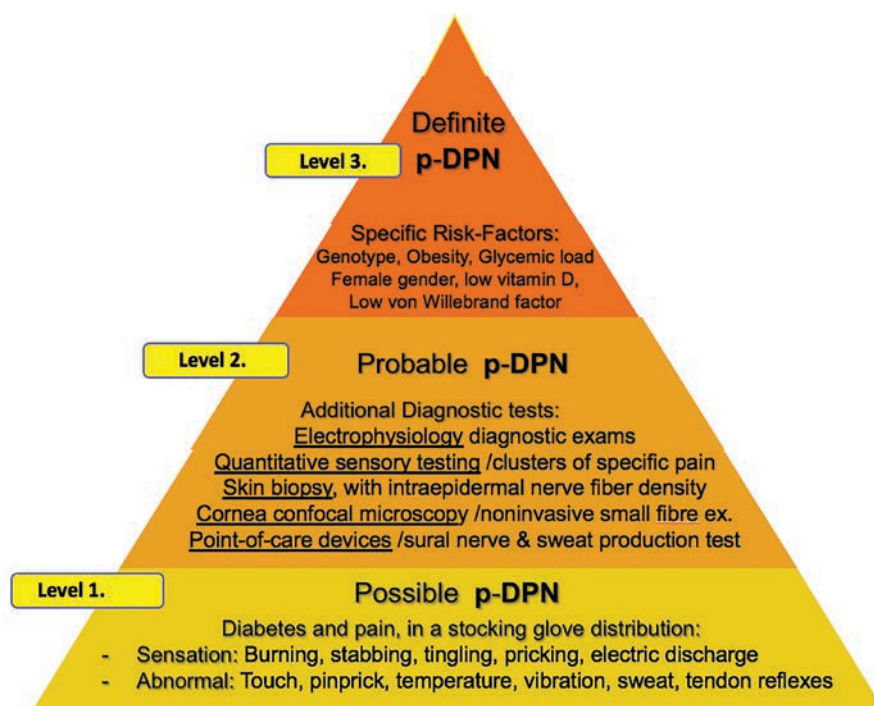 Definite
Level 3.
p-DPN
Specific Risk-Factors:
Genotype, Obesity, Glycemic load
Female gender, low vitamin D,
Low von Willebrand factor
Level 2.
Probable p-DPN
Additional Diagnostic tests:
Electrophysiology diagnostic exams
Quantitative sensory testing /clusters of specific pain
Skin biopsy, with intraepidermal nerve fiber density
Cornea confocal microscopy /noninvasive small fibre ex.
Point-of-care devices /sural nerve & sweat production test
Level 1.
Possible p-DPN
Diabetes and pain, in a stocking glove distribution:
- Sensation: Burning, stabbing, tingling, pricking, electric discharge
- Abnormal: Touch, pinprick, temperature, vibration, sweat, tendon reflexes